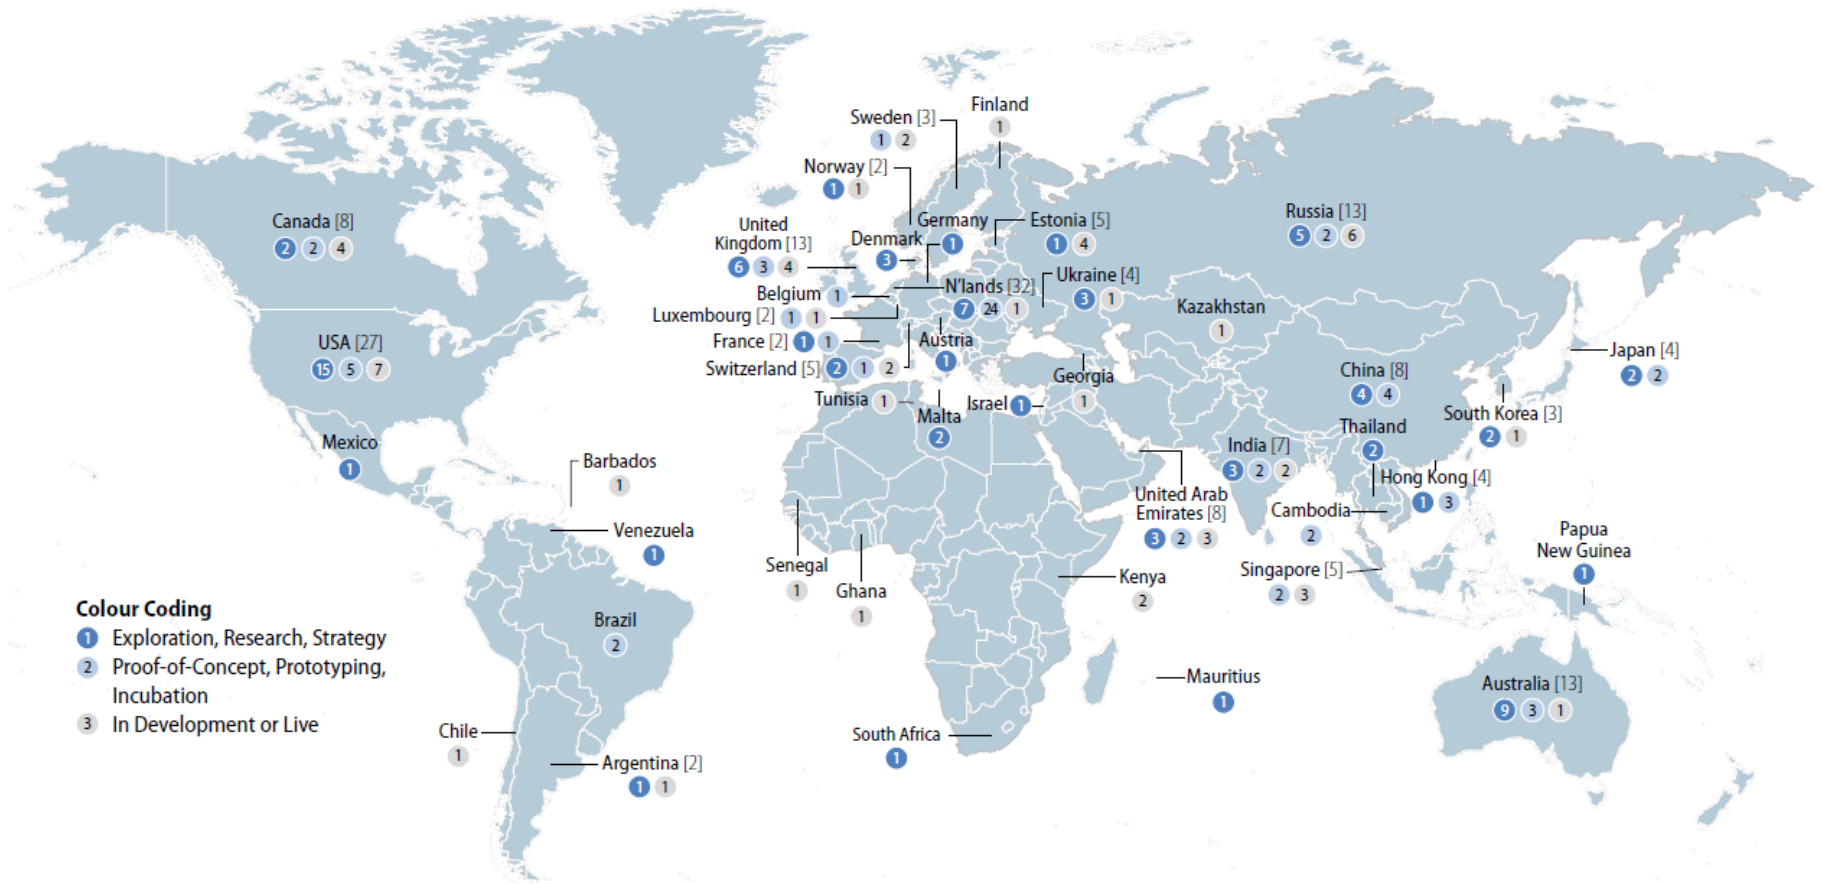 Finland
1
Sweden [3]
1 2
Norway [2]
1 1
United
Kingdom [13]
6 3 4
Germany
1
Denmark
3
Estonia [5]
1 4
Russia [13]
5 2 6
Canada [8]
2 2 4
Belgium 1
N'lands [32]
7 24 1
Ukraine [4]
3 1
Kazakhstan
1
Luxembourg [2] 1 1
France [2] 1 1
Austria
1
Switzerland [5] 2 1 2
Georgia
1
USA [27]
15 5 7
China [8]
4 4
Japan [4]
2 2
Tunisia 1
Malta
2
Israel 1
South Korea [3]
2 1
Thailand
2
India [7]
3 2 2
Hong Kong [4]
1 3
Mexico
1
Barbados
1
United Arab
Emirates [8]
3 2 3
Cambodia
2
Venezuela
1
Papua
New Guinea
1
Senegal
1
Ghana
1
Kenya
2
Singapore [5]
2 3
Colour Coding
1 Exploration, Research, Strategy
2 Proof-of-Concept, Prototyping,
Incubation
3 In Development or Live
Brazil
2
Mauritius
1
Australia [13]
9 3 1
Chile
1
Argentina [2]
1 1
South Africa
1